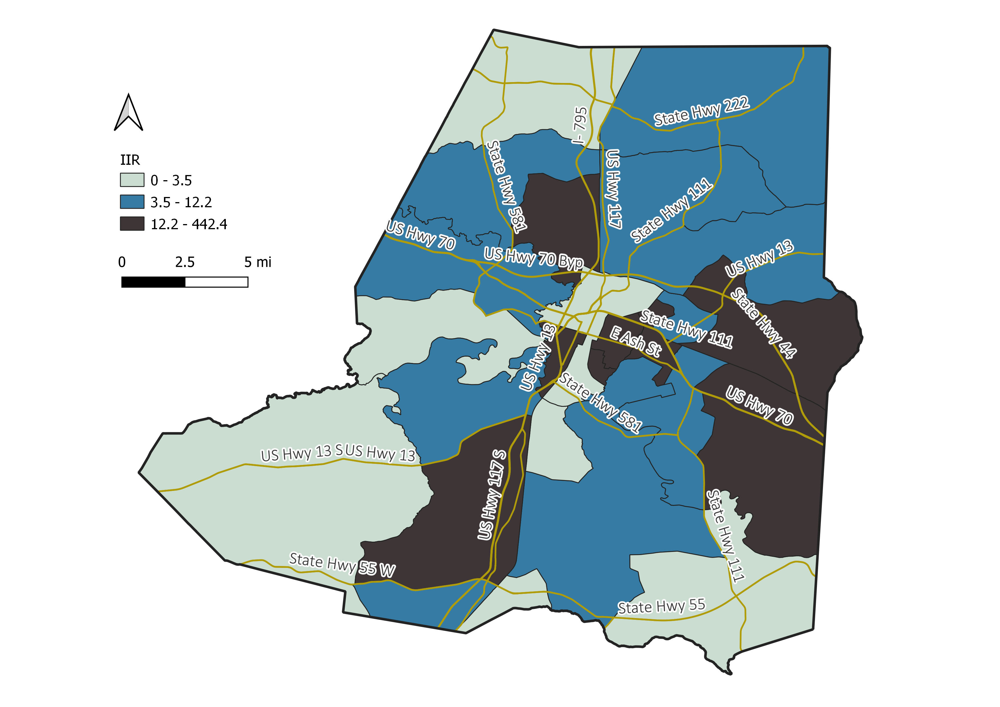 State Hwy 222
I- 795
State Hwy 581
US Hwy 117
IIR
0 - 3.5
3.5 - 12.2
12.2 - 442.4
State Hwy 111
US Hwy 70
US Hwy 70 Byp
US Hwy 13
0 2.5 5 mi
State Hwy 44
State Hwy 111
E Ash St
US Hwy 13
State Hwy 581
US Hwy 70
US Hwy 13 S US Hwy 13
US Hwy 117 S
State Hwy 111
State Hwy 55 W
State Hwy 55